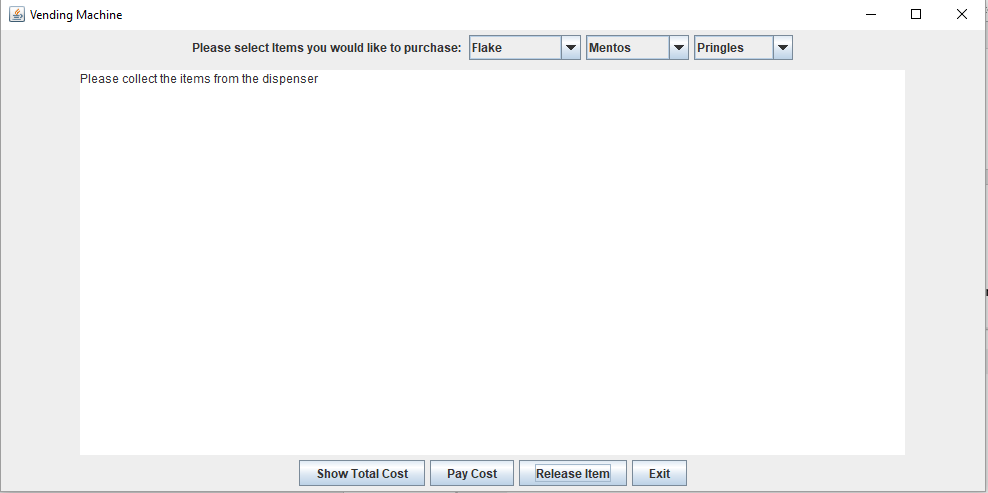 Vending Machine
Please select Items you would like to purchase: Flake Mentos Pringles
Please collect the items from the dispenser
Show Total Cost Pay Cost Release Item Exit